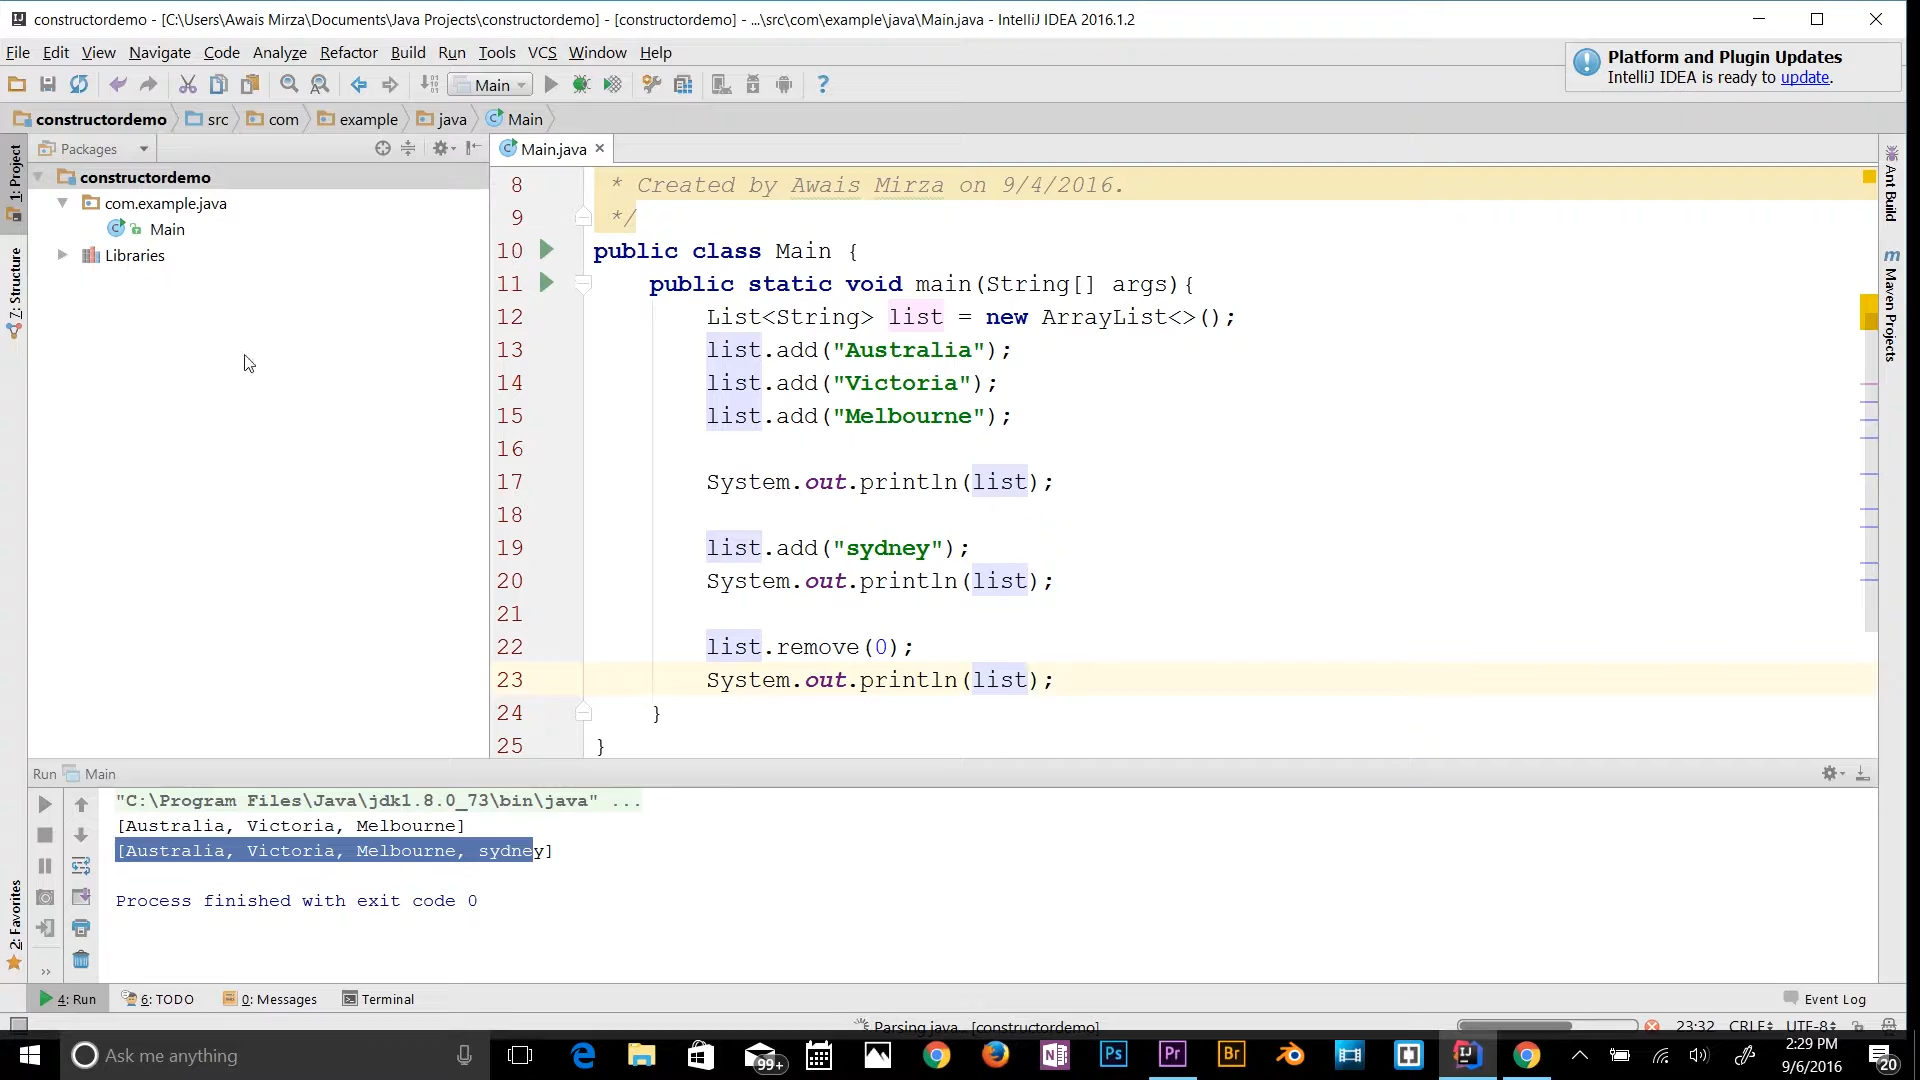 constructordemo - [C:\Users\Awais Mirza\Documents\Java Projects\constructordemo] - [constructordemo] - ...\src\com\example\java\Main.java - IntelliJ IDEA 2016.1.2
File Edit View Navigate Code Analyze Refactor Build Run Tools VCS Window Help
Platform and Plugin Updates
IntelliJ IDEA is ready to update.
Main
constructordemo src com example java Main
Packages
Main.java
1: Project
7: Structure
2: Favorites
constructordemo
com.example.java
Main
Libraries
8 * Created by Awais Mirza on 9/4/2016.
9 */
10 public class Main {
11 public static void main(String[] args){
12 List<String> list = new ArrayList<>();
13 list.add("Australia");
14 list.add("Victoria");
15 list.add("Melbourne");
16
17 System.out.println(list);
18
19 list.add("sydney");
20 System.out.println(list);
21
22 list.remove(0);
23 System.out.println(list);
24 }
25 }
Ant Build
Maven Projects
Run Main
"C:\Program Files\Java\jdk1.8.0_73\bin\java" ...
[Australia, Victoria, Melbourne]
[Australia, Victoria, Melbourne, sydney]
Process finished with exit code 0
4: Run 6: TODO 0: Messages Terminal Event Log
Parsing java... [constructordemo] 23:32 CRLF UTF-8
Ask me anything
99+
2:29 PM
9/6/2016
20